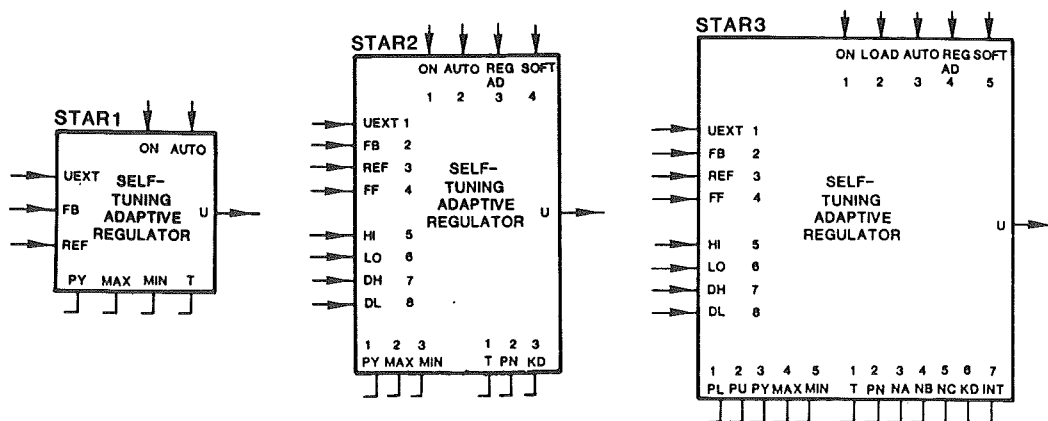 STAR1
ON AUTO
UEXT
FB
REF
SELF-
TUNING
ADAPTIVE
REGULATOR
U
PY MAX MIN T
STAR2
ON AUTO REG SOFT
AD
1 2 3 4
UEXT 1
FB 2
REF 3
FF 4
HI 5
LO 6
DH 7
DL 8
SELF-
TUNING
ADAPTIVE
REGULATOR
U
1 2 3 1 2 3
PY MAX MIN T PN KD
STAR3
ON LOAD AUTO REG SOFT
AD
1 2 3 4 5
UEXT 1
FB 2
REF 3
FF 4
HI 5
LO 6
DH 7
DL 8
SELF-
TUNING
ADAPTIVE
REGULATOR
U
1 2 3 4 5 1 2 3 4 5 6 7
PL PU PY MAX MIN T PN NA NB NC KD INT